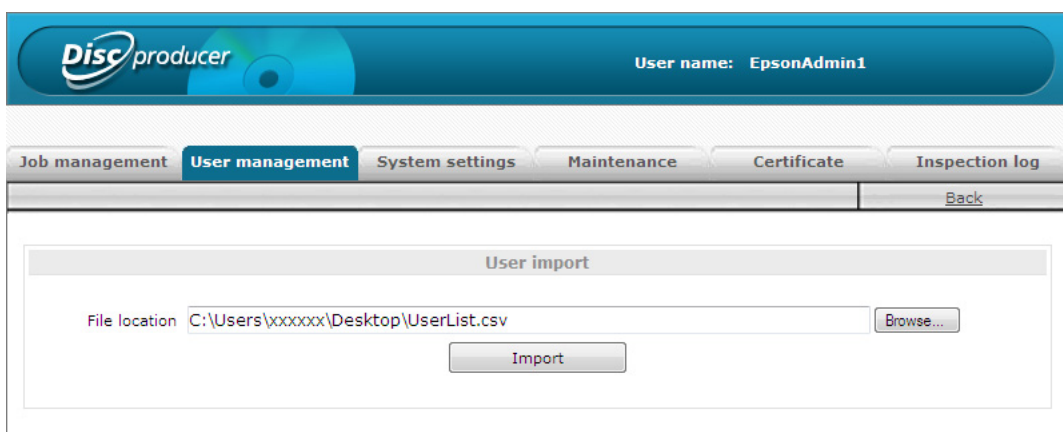 Disc producer
User name: EpsonAdmin1
Job management User management System settings Maintenance Certificate Inspection log
Back
User import
File location C:\Users\xxxxxx\Desktop\UserList.csv Browse...
Import